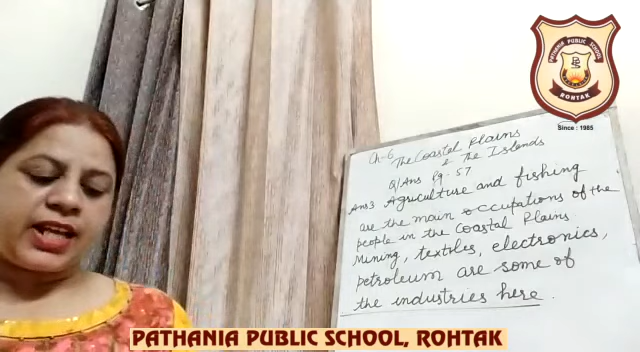 PATHANIA PUBLIC SCHOOL
PPS
ROHTAK
Since : 1985
Ch-6 The Coastal Plains
& The Islands
Q/Ans Pg. 57
Ans3 Agriculture and fishing
are the main occupations of the
people in the Coastal Plains.
Mining, textiles, electronics,
petroleum are some of
the industries here.
PATHANIA PUBLIC SCHOOL, ROHTAK